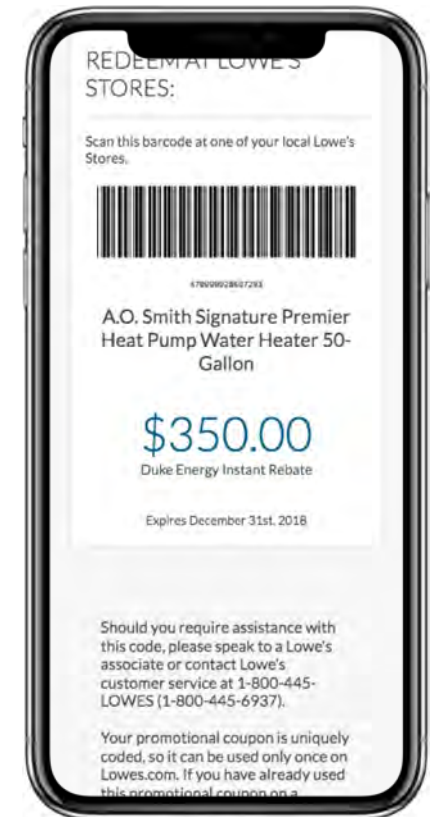 REDEEM AT LOWE'S
STORES:
Scan this barcode at one of your local Lowe's
Stores.
A.O. Smith Signature Premier
Heat Pump Water Heater 50-
Gallon
$350.00
Duke Energy Instant Rebate
Expires December 31st, 2018
Should you require assistance with
this code, please speak to a Lowe's
associate or contact Lowe's
customer service at 1-800-445-
LOWES (1-800-445-6937).
Your promotional coupon is uniquely
coded, so it can be used only once on
Lowes.com. If you have already used
this promotional coupon on a